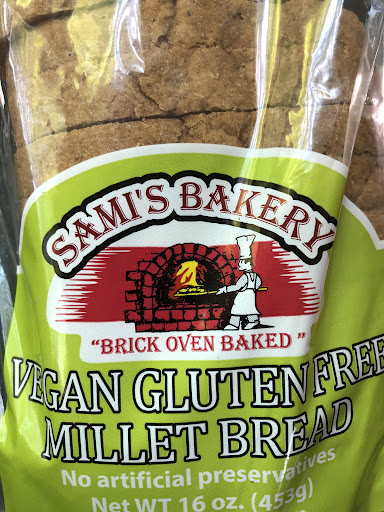 SAMI'S BAKERY
“BRICK OVEN BAKED”
VEGAN GLUTEN FREE
MILLET BREAD
No artificial preservatives
Net WT 16 oz. (453g)